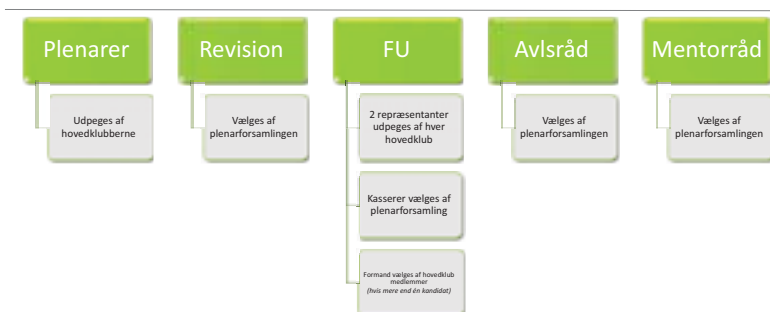 Plenarer
Udpeges af
hovedklubberne
Revision
Vælges af
plenarforsamlingen
FU
2 repræsentanter
udpeges af hver
hovedklub
Kasserer vælges af
plenarforsamling
Formand vælges af hovedklub
medlemmer
(hvis mere end én kandidat)
Avlsråd
Vælges af
plenarforsamlingen
Mentorråd
Vælges af
plenarforsamlingen